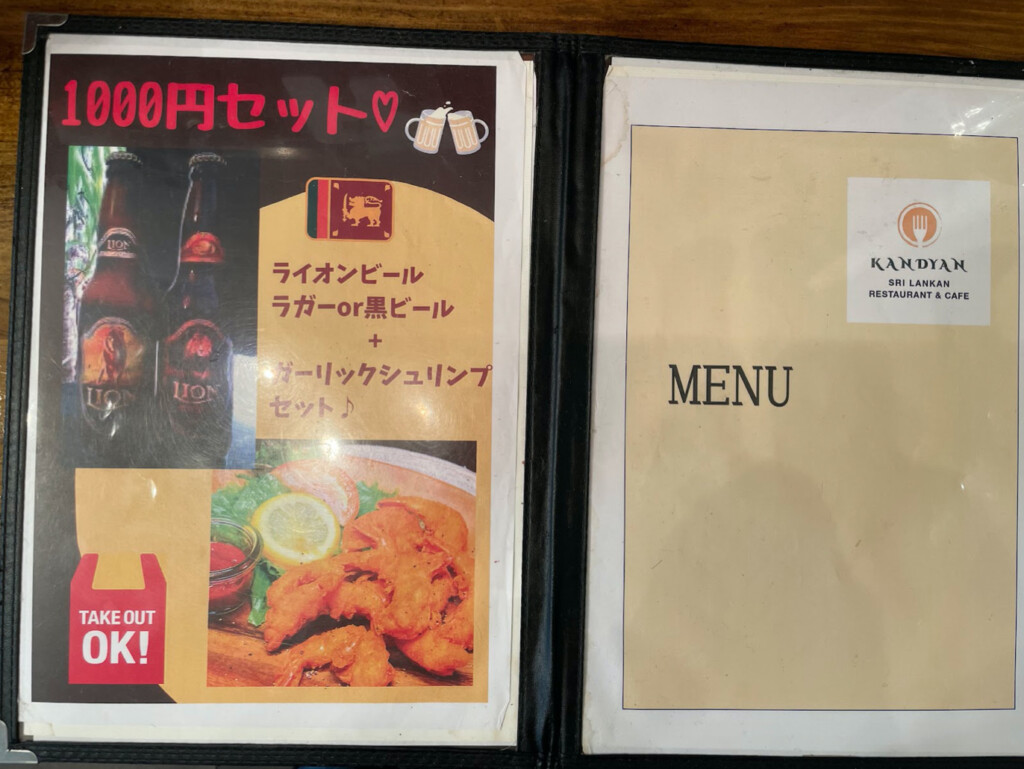 1000円セット♡
ライオンビール
ラガーor黒ビール
+
ガーリックシュリンプ
セット♪
LION
LION
LION
TAKE OUT
OK!
KANDYAN
SRI LANKAN
RESTAURANT & CAFE
MENU